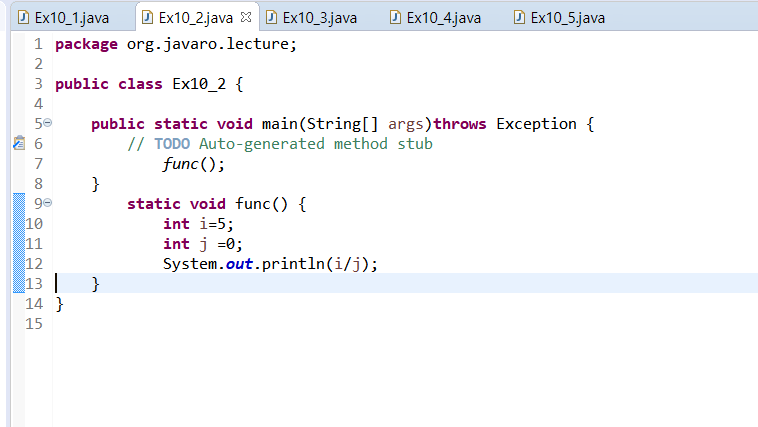 Ex10_1.java Ex10_2.java Ex10_3.java Ex10_4.java Ex10_5.java
1 package org.javaro.lecture;
2
3 public class Ex10_2 {
4
5 public static void main(String[] args)throws Exception {
6 // TODO Auto-generated method stub
7 func();
8 }
9 static void func() {
10 int i=5;
11 int j =0;
12 System.out.println(i/j);
13 }
14 }
15